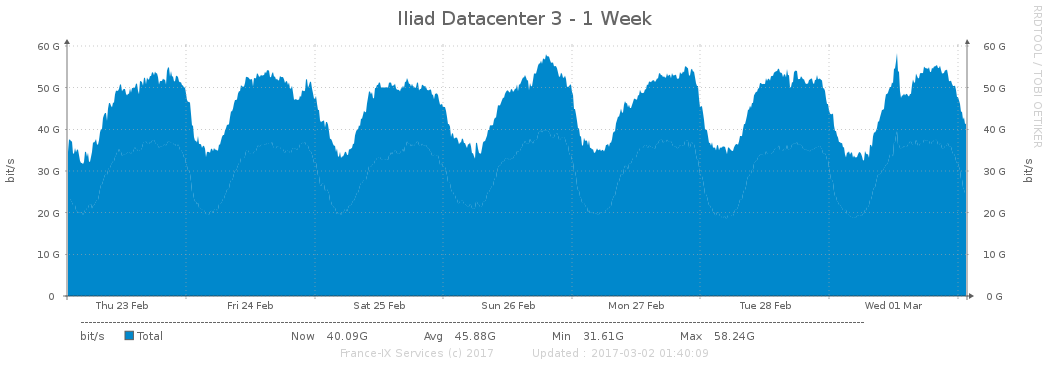 Iliad Datacenter 3 - 1 Week
RRDTOOL / TOBI OETIKER
60 G 60 G
50 G 50 G
40 G 40 G
30 G 30 G
20 G 20 G
10 G 10 G
0 0 G
bit/s bit/s
Thu 23 Feb Fri 24 Feb Sat 25 Feb Sun 26 Feb Mon 27 Feb Tue 28 Feb Wed 01 Mar
bit/s Total Now 40.09G Avg 45.88G Min 31.61G Max 58.24G
France-IX Services (c) 2017 Updated : 2017-03-02 01:40:09